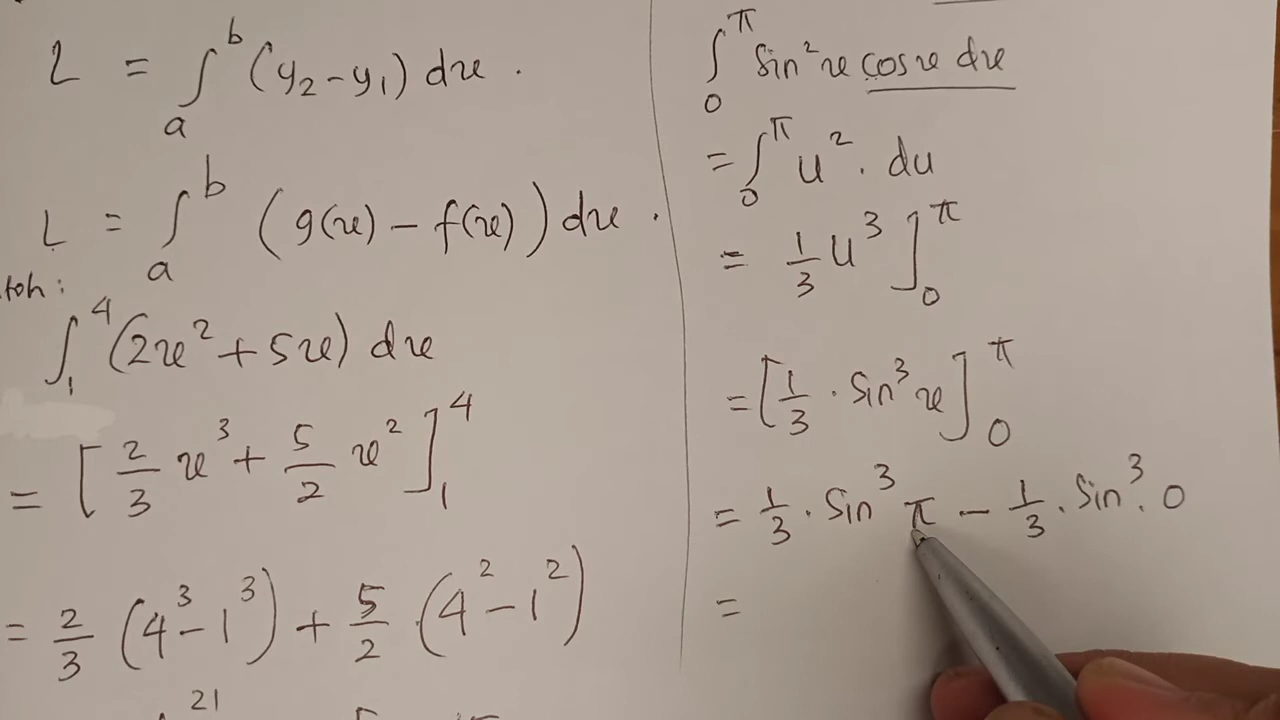 L = ∫_a^b (y₂ - y₁) dx .
L = ∫_a^b (g(x) - f(x)) dx .
toh :
∫_1^4 (2x² + 5x) dx
= [ 2/3 x³ + 5/2 x² ]_1^4
= 2/3 (4³ - 1³) + 5/2 . (4² - 1²)
21
∫_0^π sin²x cos x dx
= ∫_0^π u² . du
= 1/3 u³ ]_0^π
= [ 1/3 . sin³ x ]_0^π
= 1/3 . sin³ π - 1/3 . sin³ . 0
=